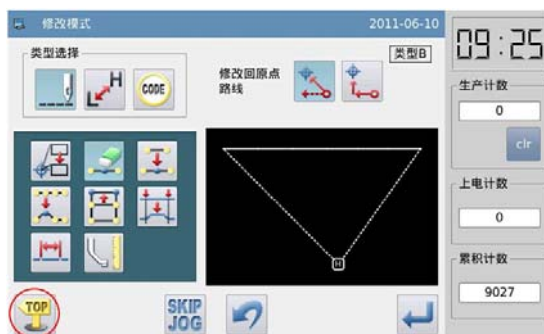 修改模式
2011-06-10
类型选择
H
L
CODE
修改回原点
路线
类型B
H
TOP
SKIP
JOG
09:25
生产计数
0
clr
上电计数
0
累积计数
9027